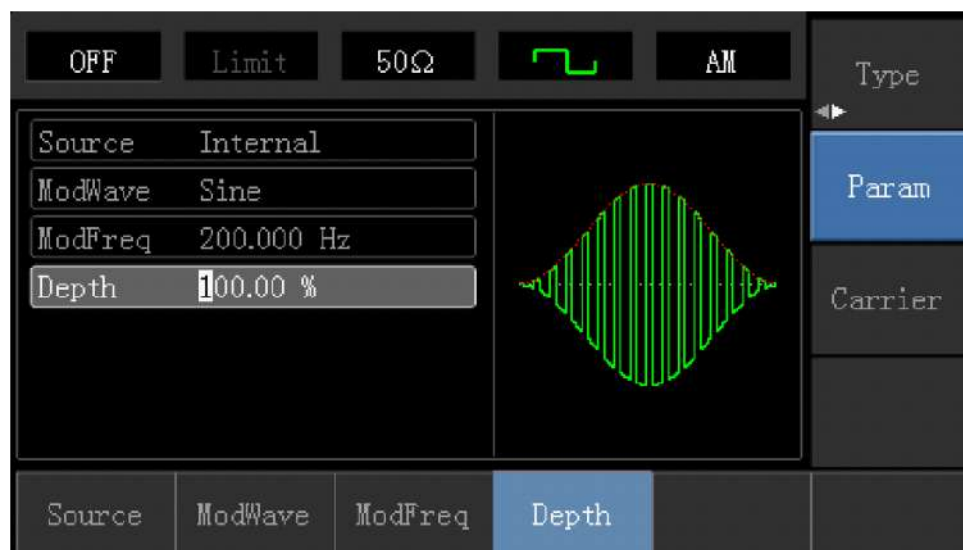 OFF Limit 50Ω AM
Type
Source Internal
ModWave Sine
ModFreq 200.000 Hz
Depth 100.00 %
Param
Carrier
Source ModWave ModFreq Depth